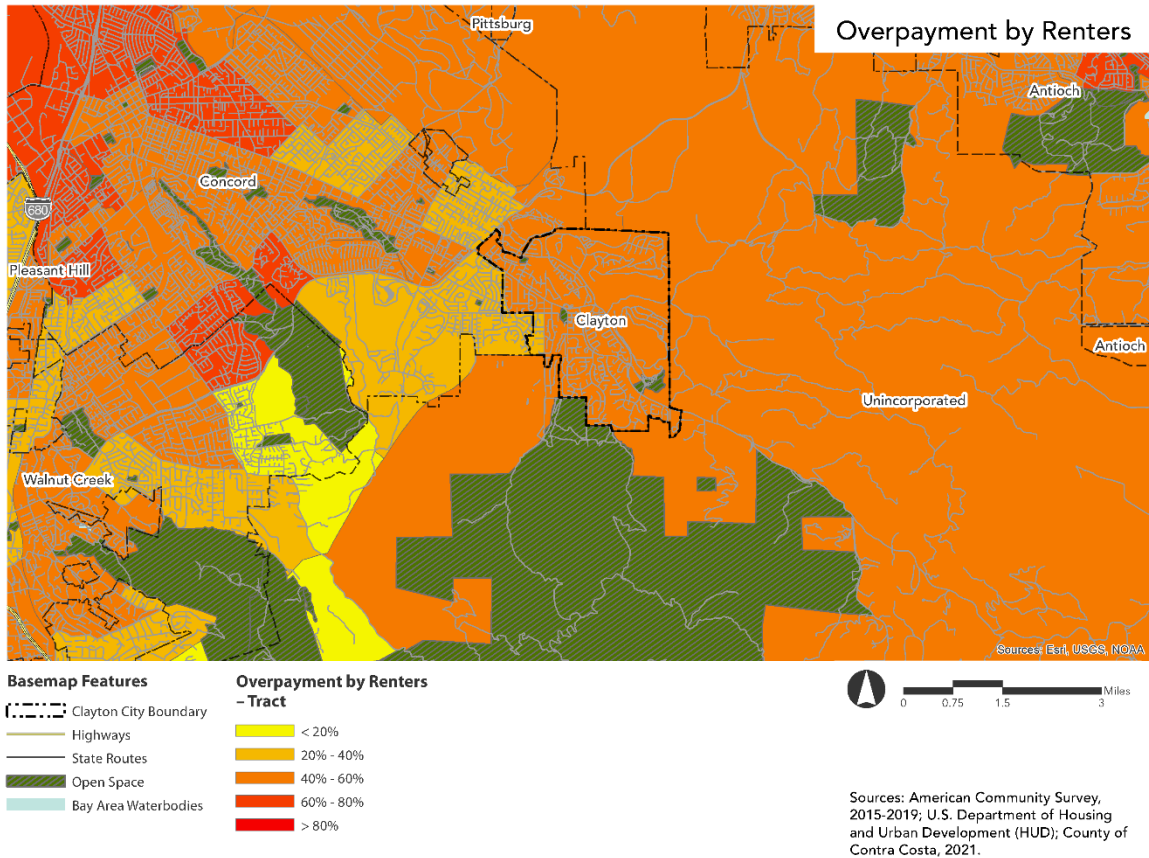 Overpayment by Renters
Pittsburg
Antioch
Concord
680
Pleasant Hill
Clayton
Antioch
Unincorporated
Walnut Creek
Sources: Esri, USGS, NOAA
Basemap Features
Clayton City Boundary
Highways
State Routes
Open Space
Bay Area Waterbodies
Overpayment by Renters
– Tract
< 20%
20% - 40%
40% - 60%
60% - 80%
> 80%
Miles
0 0.75 1.5 3
Sources: American Community Survey,
2015-2019; U.S. Department of Housing
and Urban Development (HUD); County of
Contra Costa, 2021.